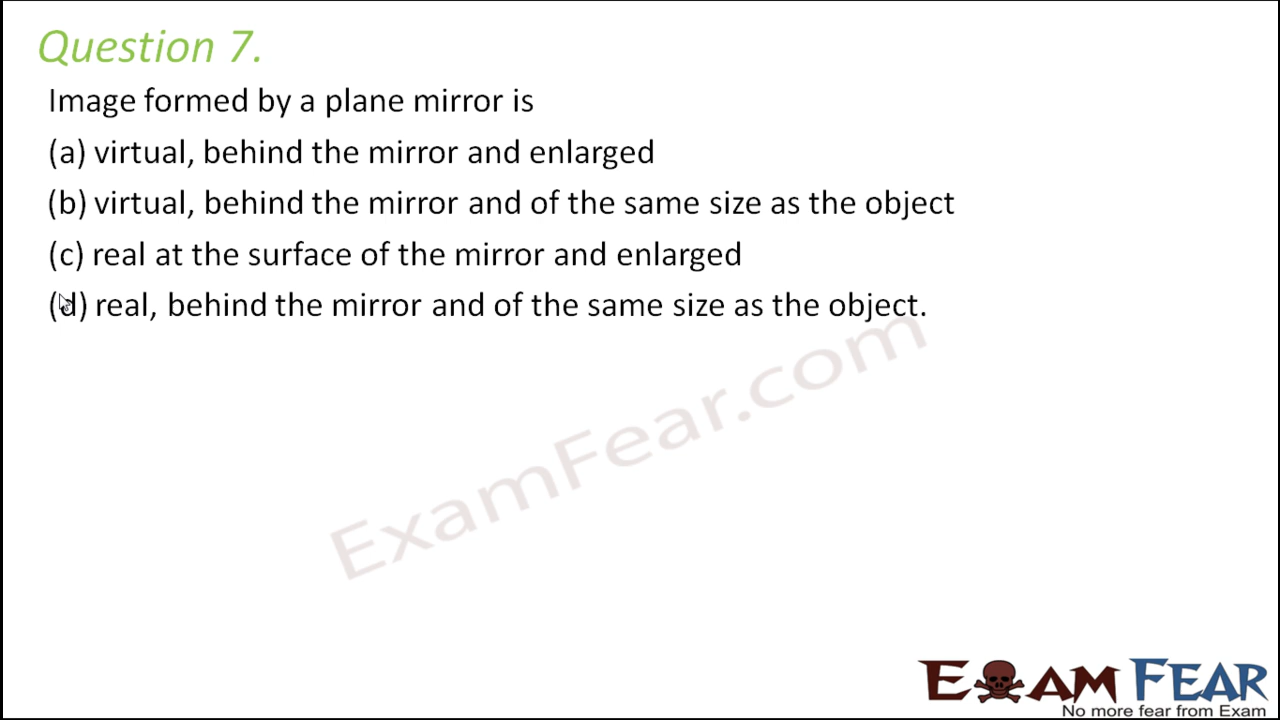 Question 7.
Image formed by a plane mirror is
(a) virtual, behind the mirror and enlarged
(b) virtual, behind the mirror and of the same size as the object
(c) real at the surface of the mirror and enlarged
(d) real, behind the mirror and of the same size as the object.
ExamFear.com
EXAM FEAR
No more fear from Exam